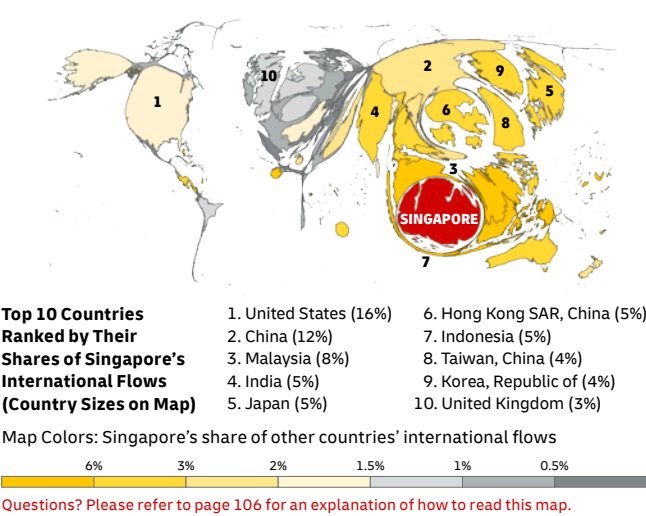 10
2
9
1
4
6
5
8
3
SINGAPORE
7
Top 10 Countries
Ranked by Their
Shares of Singapore's
International Flows
(Country Sizes on Map)
1. United States (16%)
2. China (12%)
3. Malaysia (8%)
4. India (5%)
5. Japan (5%)
6. Hong Kong SAR, China (5%)
7. Indonesia (5%)
8. Taiwan, China (4%)
9. Korea, Republic of (4%)
10. United Kingdom (3%)
Map Colors: Singapore's share of other countries' international flows
6% 3% 2% 1.5% 1% 0.5%
Questions? Please refer to page 106 for an explanation of how to read this map.